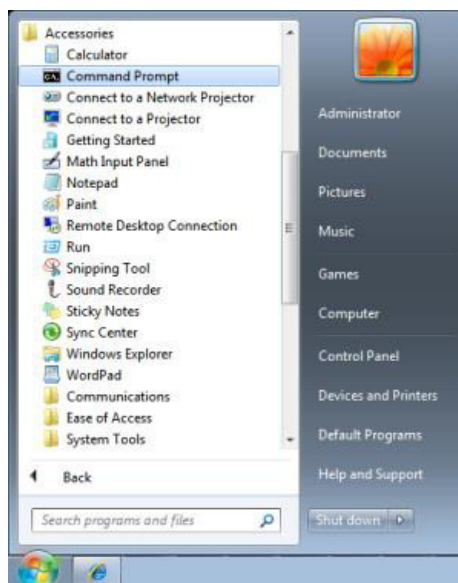 Accessories
Calculator
Command Prompt
Connect to a Network Projector
Connect to a Projector
Getting Started
Math Input Panel
Notepad
Paint
Remote Desktop Connection
Run
Snipping Tool
Sound Recorder
Sticky Notes
Sync Center
Windows Explorer
WordPad
Communications
Ease of Access
System Tools
Back
Search programs and files
Administrator
Documents
Pictures
Music
Games
Computer
Control Panel
Devices and Printers
Default Programs
Help and Support
Shut down